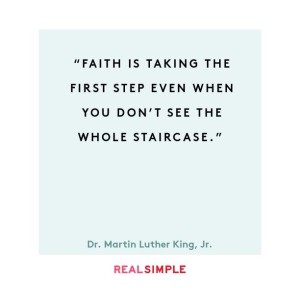 “FAITH IS TAKING THE
FIRST STEP EVEN WHEN
YOU DON’T SEE THE
WHOLE STAIRCASE.”
Dr. Martin Luther King, Jr.
REALSIMPLE